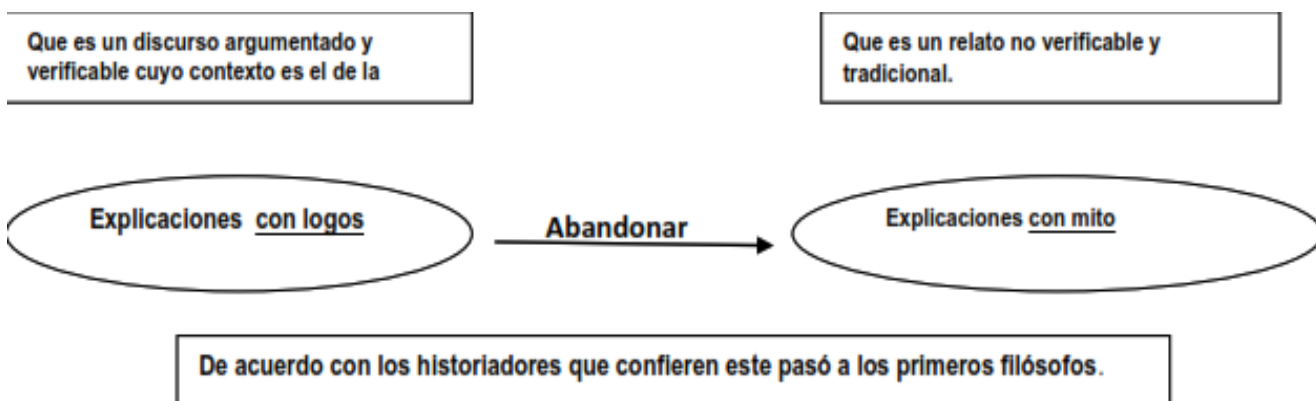 Que es un discurso argumentado y
verificable cuyo contexto es el de la
Que es un relato no verificable y
tradicional.
Explicaciones con logos
Abandonar
Explicaciones con mito
De acuerdo con los historiadores que confieren este pasó a los primeros filósofos.